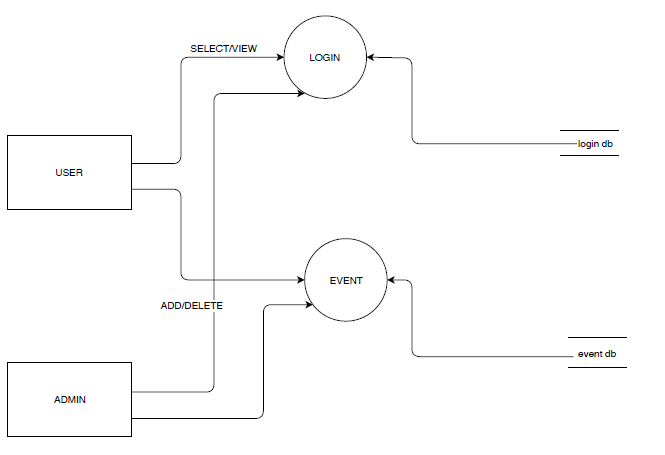 SELECT/VIEW
LOGIN
login db
USER
EVENT
ADD/DELETE
event db
ADMIN